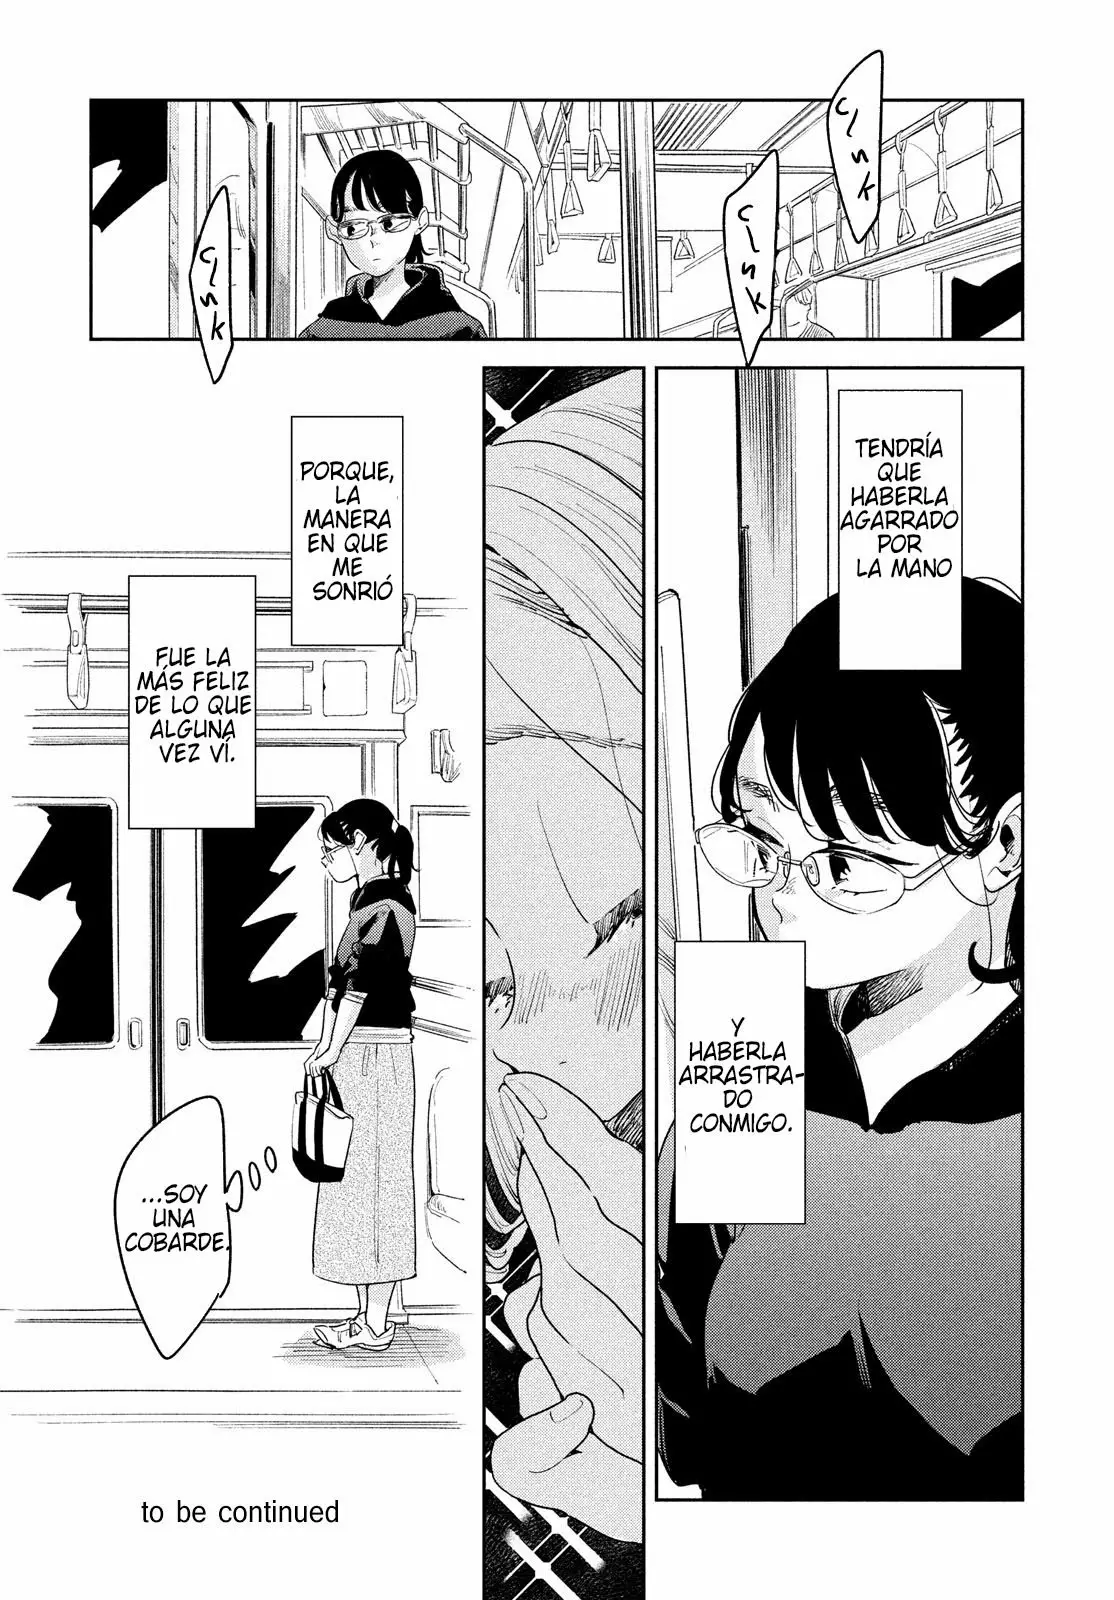 clnk
clnk
clnk
TENDRÍA
QUE
HABERLA
AGARRADO
POR
LA MANO
Y
HABERLA
ARRASTRA-
DO
CONMIGO.
PORQUE,
LA
MANERA
EN QUE
ME
SONRIÓ
FUE LA
MÁS FELIZ
DE LO QUE
ALGUNA
VEZ VÍ.
...SOY
UNA
COBARDE.
to be continued